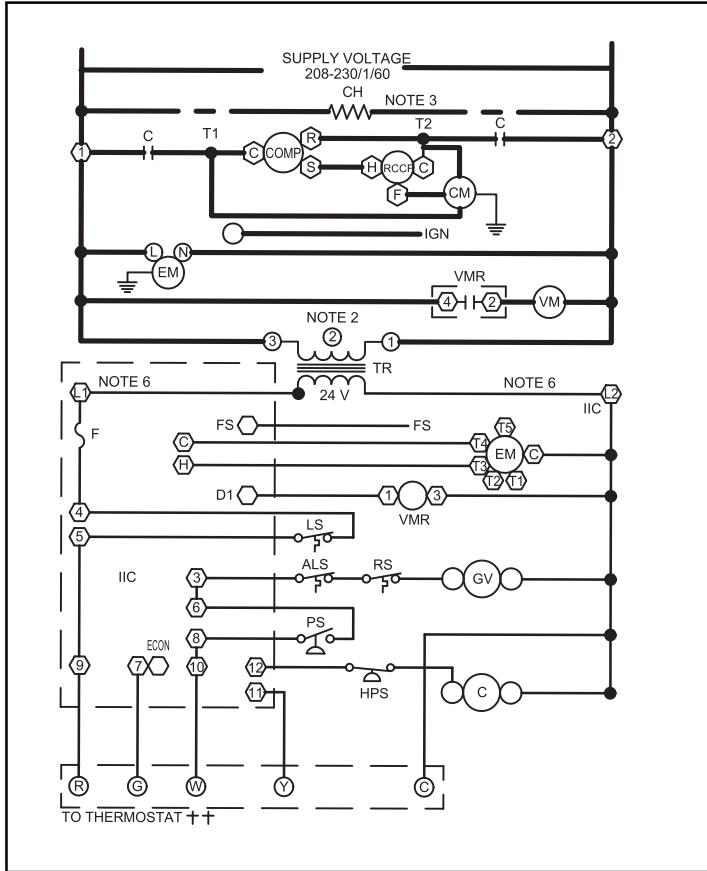 SUPPLY VOLTAGE
208-230/1/60
CH NOTE 3
C T1 T2 C
1 C COMP R S H RCCF C F CM 2
IGN
L N
EM
VMR
4 2 VM
NOTE 2
3 2 1
TR
NOTE 6 NOTE 6
L1 24 V L2
IIC
F
FS FS
C T4 T5 EM C
H T3 T2 T1
D1 1 3
VMR
4 LS
5
IIC 3 ALS RS GV
6
PS
8
ECON
9 7 10 12
HPS C
11
R G W Y C
TO THERMOSTAT ++